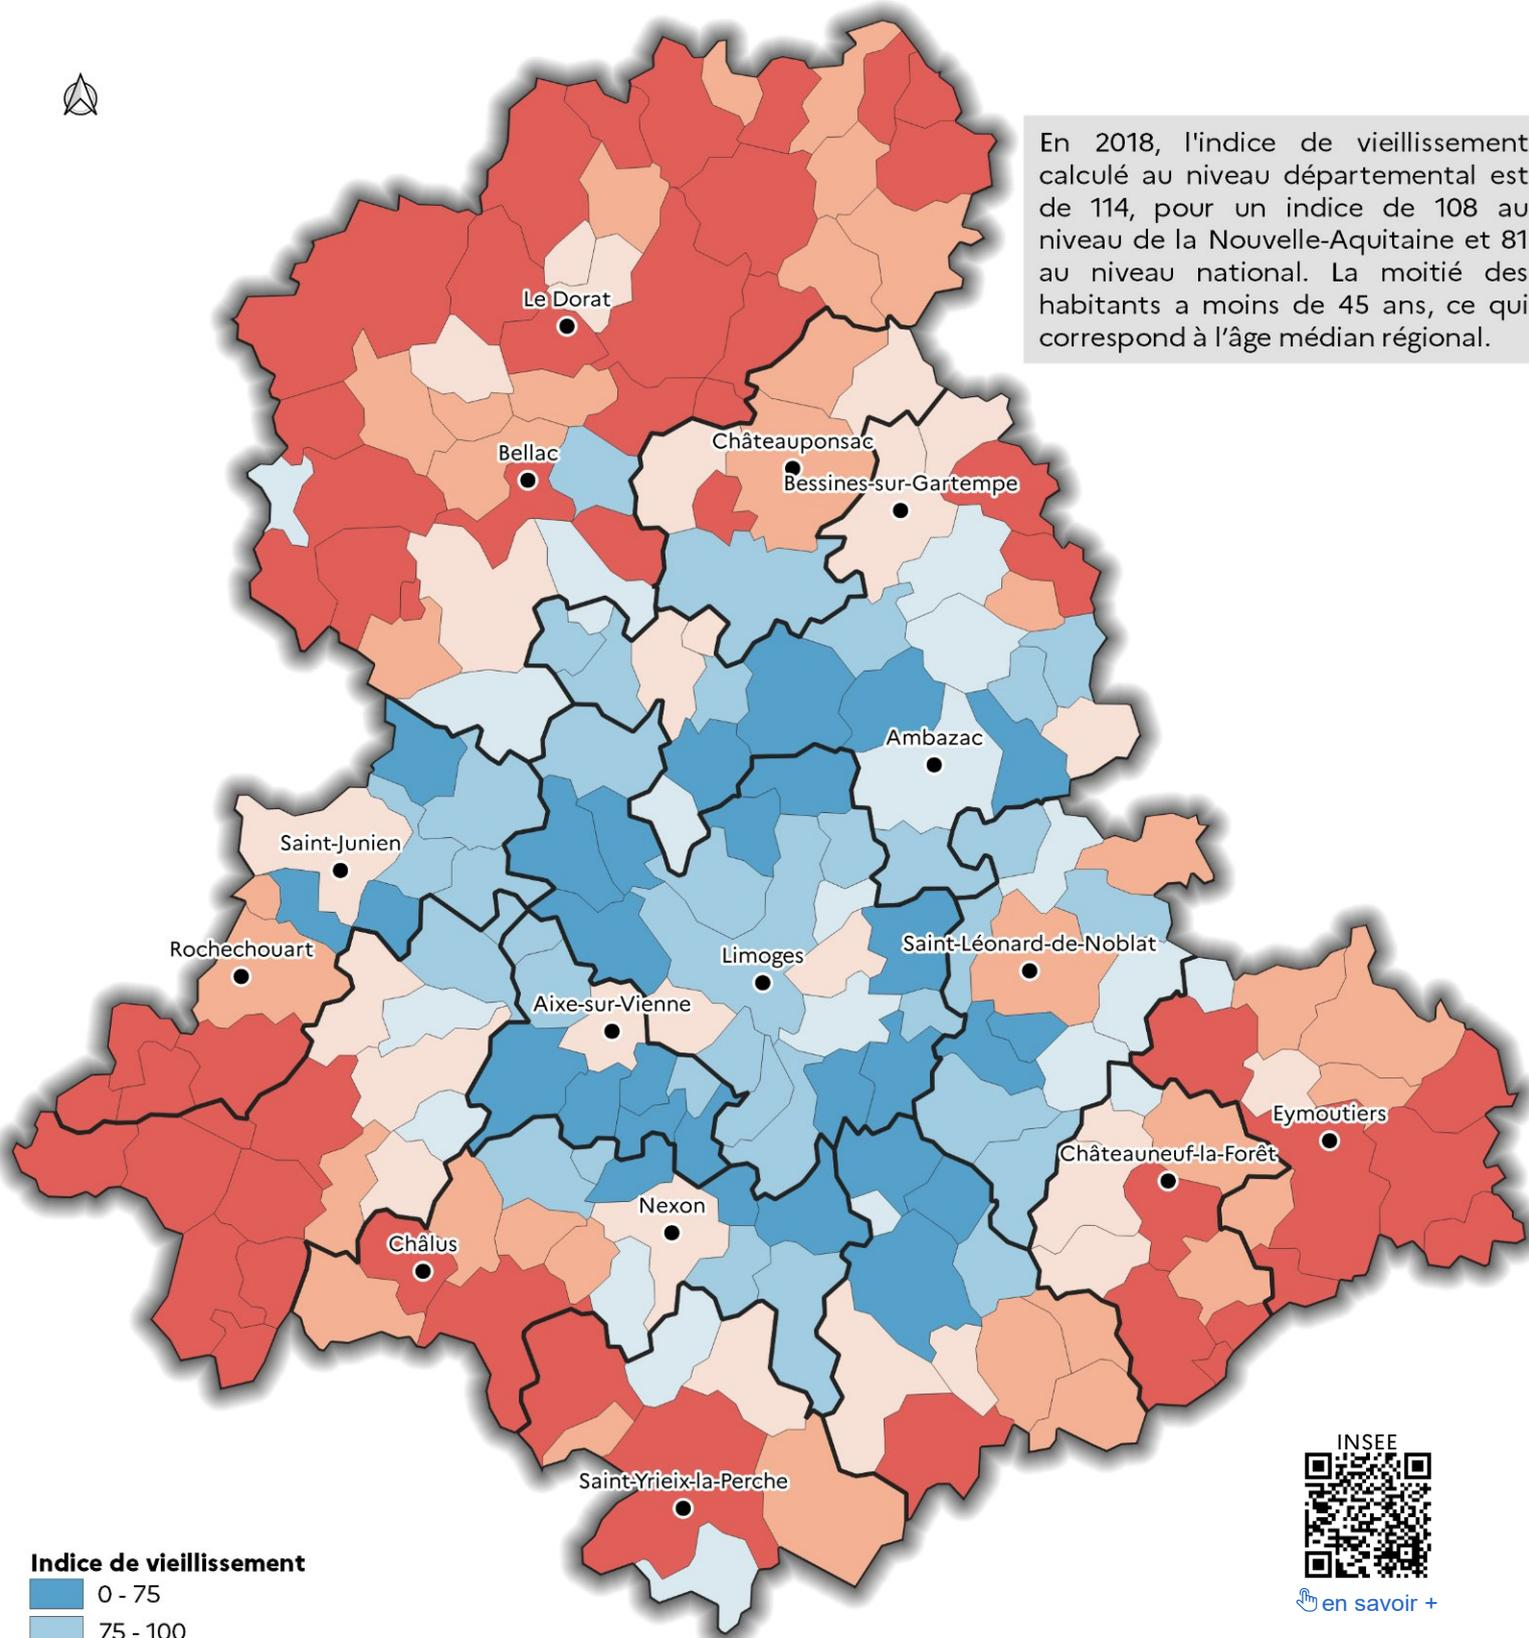 En 2018, l'indice de vieillissement
calculé au niveau départemental est
de 114, pour un indice de 108 au
niveau de la Nouvelle-Aquitaine et 81
au niveau national. La moitié des
habitants a moins de 45 ans, ce qui
correspond à l’âge médian régional.
Le Dorat
Châteauponsac
Bellac
Bessines-sur-Gartempe
Ambazac
Saint-Junien
Rochechouart
Limoges
Saint-Léonard-de-Noblat
Aixe-sur-Vienne
Eymoutiers
Châteauneuf-la-Forêt
Nexon
Châlus
Saint-Yrieix-la-Perche
INSEE
en savoir +
Indice de vieillissement
0 - 75
75 - 100